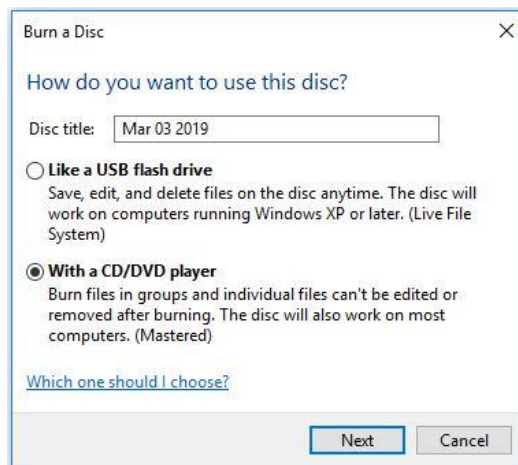 Burn a Disc
How do you want to use this disc?
Disc title: Mar 03 2019
Like a USB flash drive
Save, edit, and delete files on the disc anytime. The disc will
work on computers running Windows XP or later. (Live File
System)
With a CD/DVD player
Burn files in groups and individual files can't be edited or
removed after burning. The disc will also work on most
computers. (Mastered)
Which one should I choose?
Next Cancel